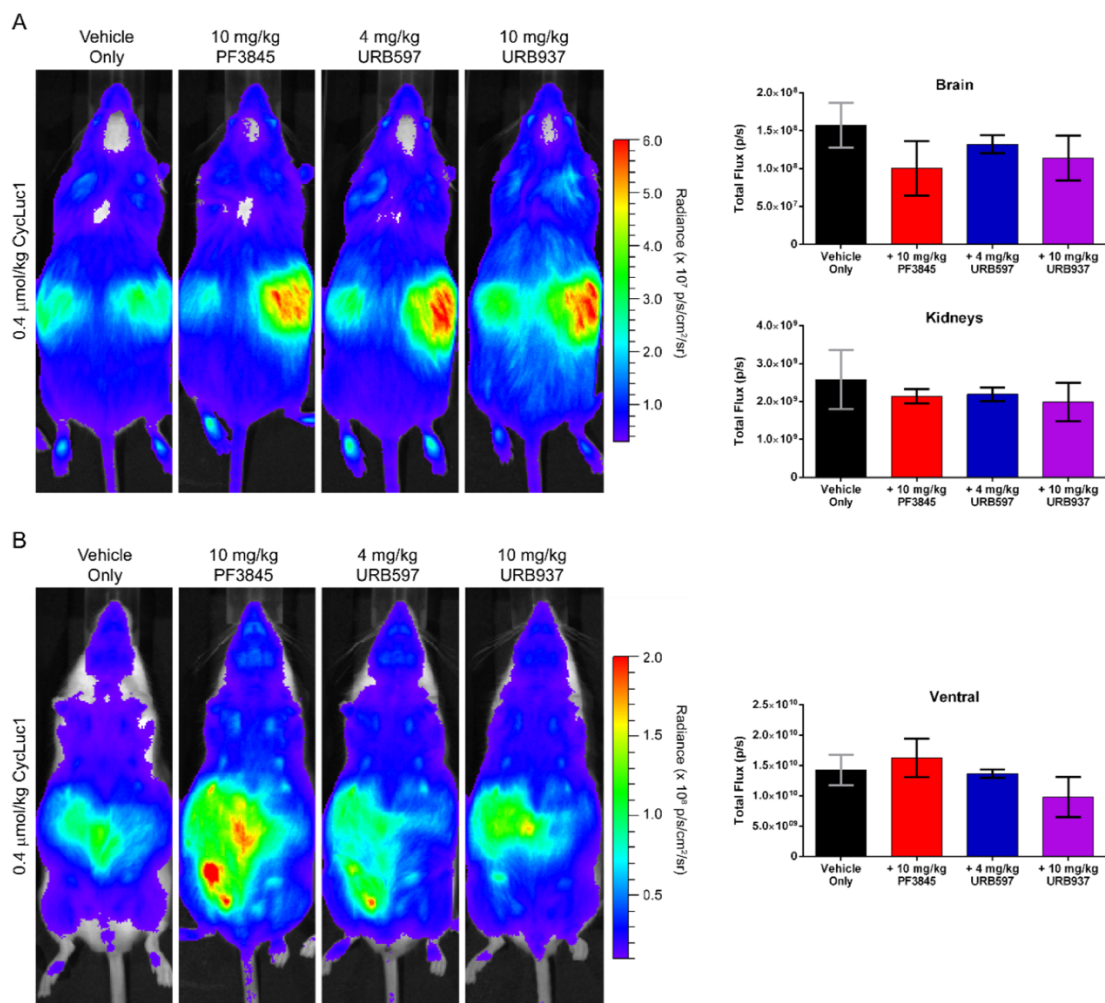 A
Vehicle
Only
10 mg/kg
PF3845
4 mg/kg
URB597
10 mg/kg
URB937
0.4 μmol/kg CycLuc1
6.0
5.0
4.0
3.0
2.0
1.0
Radiance (x 10⁷ p/s/cm²/sr)
Brain
Total Flux (p/s)
2.0×10⁸
1.5×10⁸
1.0×10⁸
5.0×10⁷
0
Vehicle
Only
+ 10 mg/kg
PF3845
+ 4 mg/kg
URB597
+ 10 mg/kg
URB937
Kidneys
Total Flux (p/s)
4.0×10⁹
3.0×10⁹
2.0×10⁹
1.0×10⁹
0
Vehicle
Only
+ 10 mg/kg
PF3845
+ 4 mg/kg
URB597
+ 10 mg/kg
URB937
B
Vehicle
Only
10 mg/kg
PF3845
4 mg/kg
URB597
10 mg/kg
URB937
0.4 μmol/kg CycLuc1
2.0
1.5
1.0
0.5
Radiance (x 10⁸ p/s/cm²/sr)
Ventral
Total Flux (p/s)
2.5×10¹⁰
2.0×10¹⁰
1.5×10¹⁰
1.0×10¹⁰
5.0×10⁰⁹
0
Vehicle
Only
+ 10 mg/kg
PF3845
+ 4 mg/kg
URB597
+ 10 mg/kg
URB937